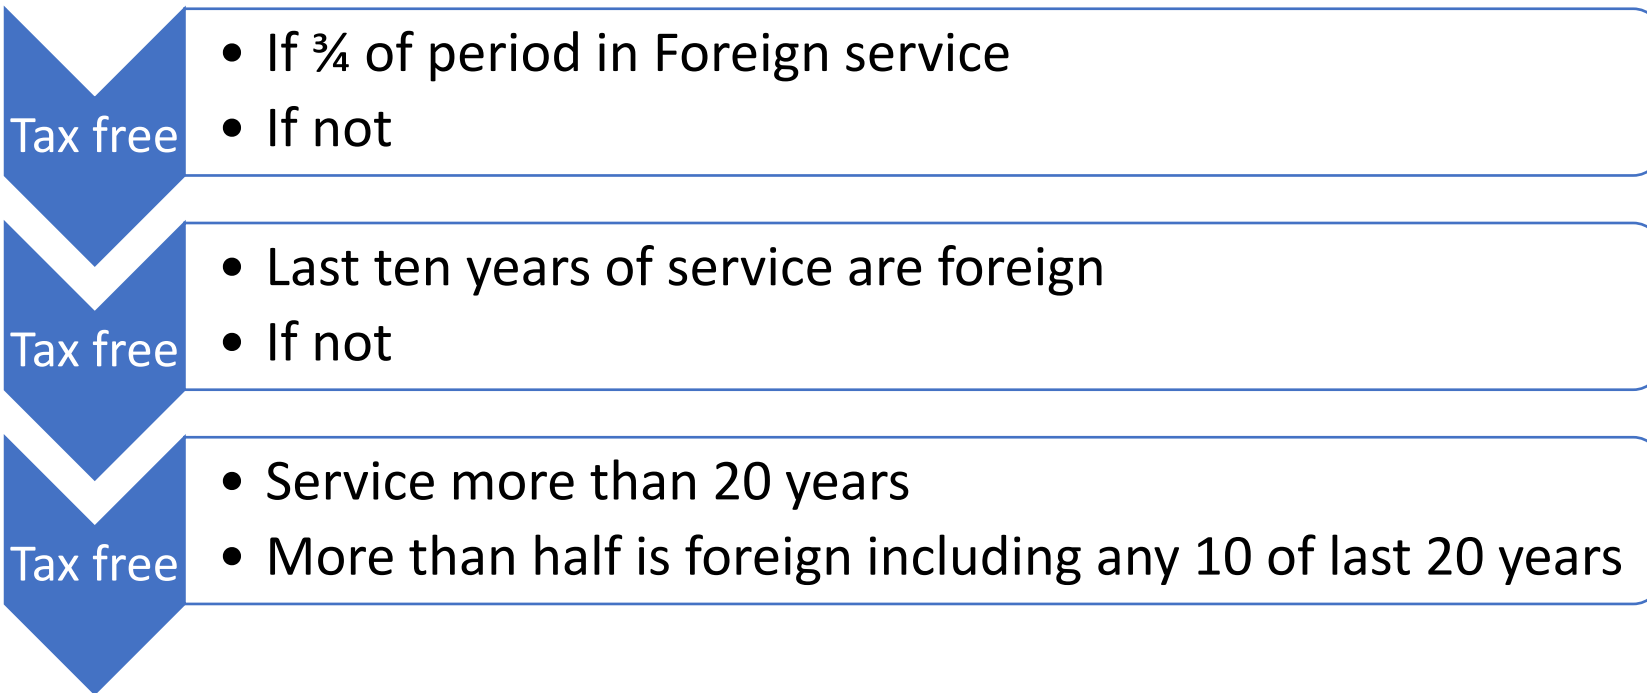 Tax free
• If ¾ of period in Foreign service
• If not
Tax free
• Last ten years of service are foreign
• If not
Tax free
• Service more than 20 years
• More than half is foreign including any 10 of last 20 years